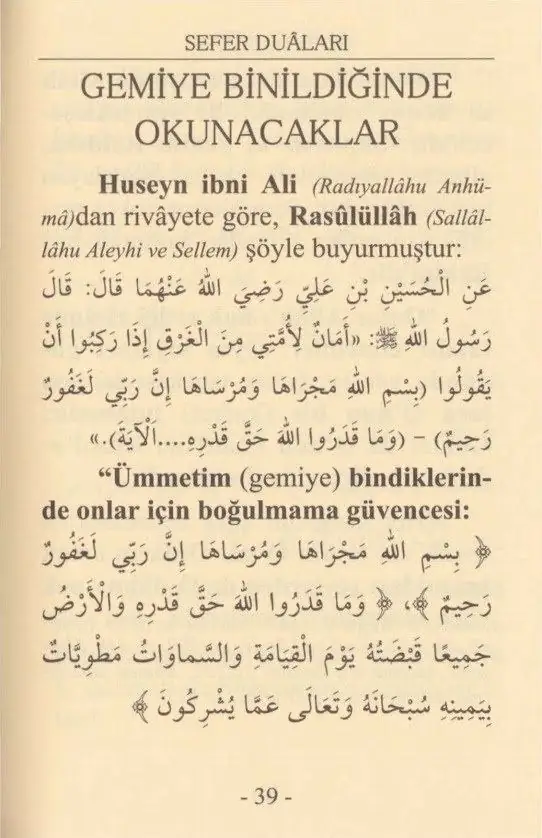 SEFER DUÂLARI
GEMİYE BİNİLDİĞİNDE
OKUNACAKLAR
Huseyn ibni Ali (Radıyallâhu Anhü-
mâ)dan rivâyete göre, Rasûlüllâh (Sallâl-
lâhu Aleyhi ve Sellem) şöyle buyurmuştur:
عَنِ الْحُسَيْنِ بْنِ عَلِيٍّ رَضِيَ اللهُ عَنْهُمَا قَالَ: قَالَ
رَسُولُ اللهِ ﷺ: «أَمَانٌ لِأُمَّتِي مِنَ الْغَرْقِ إِذَا رَكِبُوا أَنْ
يَقُولُوا (بِسْمِ اللهِ مَجْرَاهَا وَمُرْسَاهَا إِنَّ رَبِّي لَغَفُورٌ
رَحِيمٌ) – (وَمَا قَدَرُوا اللهَ حَقَّ قَدْرِهِ....اَلْآيَةَ).»
“Ümmetim (gemiye) bindiklerin-
de onlar için boğulmama güvencesi:
﴿ بِسْمِ اللهِ مَجْرَاهَا وَمُرْسَاهَا إِنَّ رَبِّي لَغَفُورٌ
رَحِيمٌ ﴾، ﴿ وَمَا قَدَرُوا اللهَ حَقَّ قَدْرِهِ وَالْأَرْضُ
جَمِيعًا قَبْضَتُهُ يَوْمَ الْقِيَامَةِ وَالسَّمَاوَاتُ مَطْوِيَّاتٌ
بِيَمِينِهِ سُبْحَانَهُ وَتَعَالَى عَمَّا يُشْرِكُونَ ﴾
- 39 -